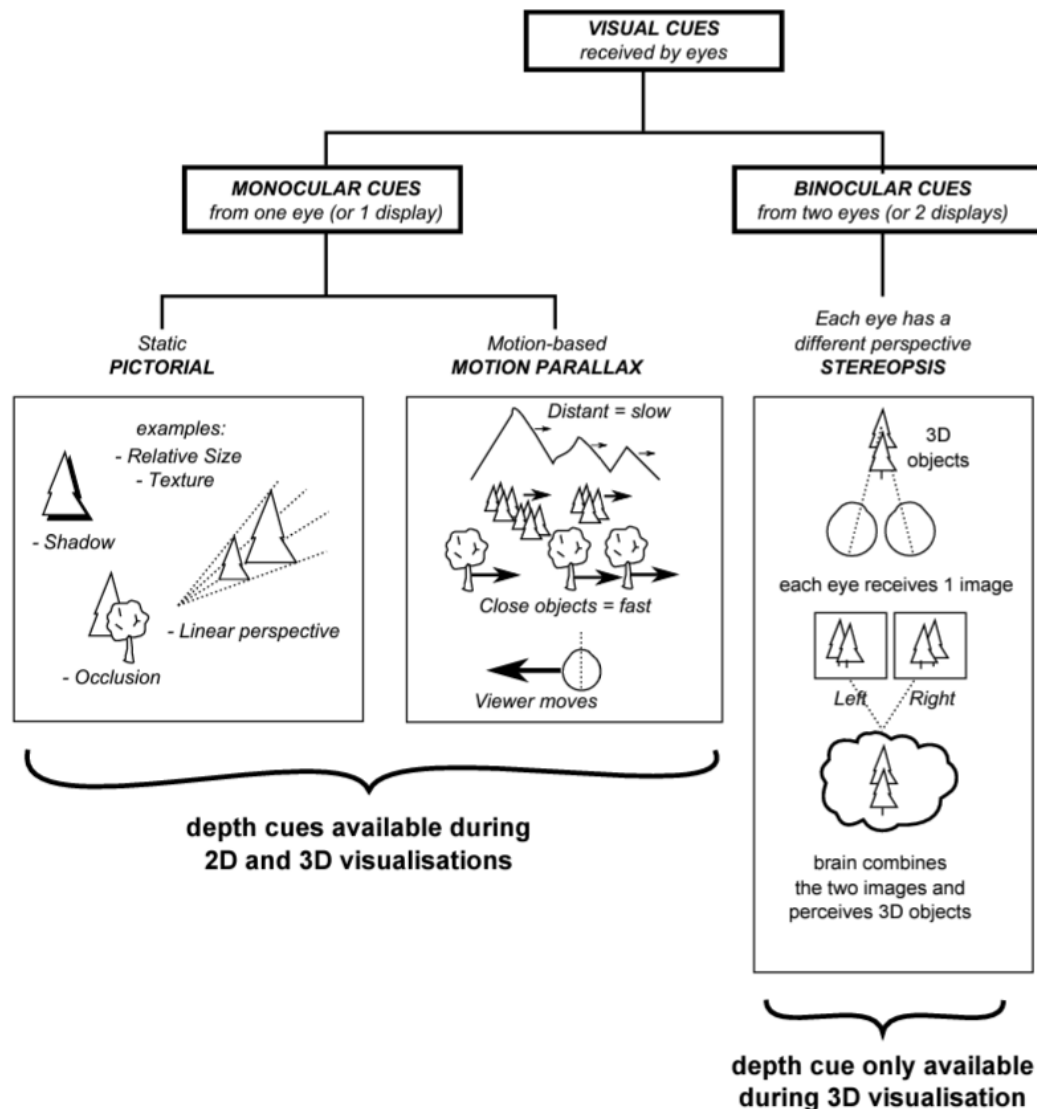 VISUAL CUES
received by eyes
MONOCULAR CUES
from one eye (or 1 display)
BINOCULAR CUES
from two eyes (or 2 displays)
Static
PICTORIAL
Motion-based
MOTION PARALLAX
Each eye has a
different perspective
STEREOPSIS
examples:
- Relative Size
- Texture
- Shadow
- Linear perspective
- Occlusion
Distant = slow
Close objects = fast
Viewer moves
3D
objects
each eye receives 1 image
Left
Right
brain combines
the two images and
perceives 3D objects
depth cues available during
2D and 3D visualisations
depth cue only available
during 3D visualisation